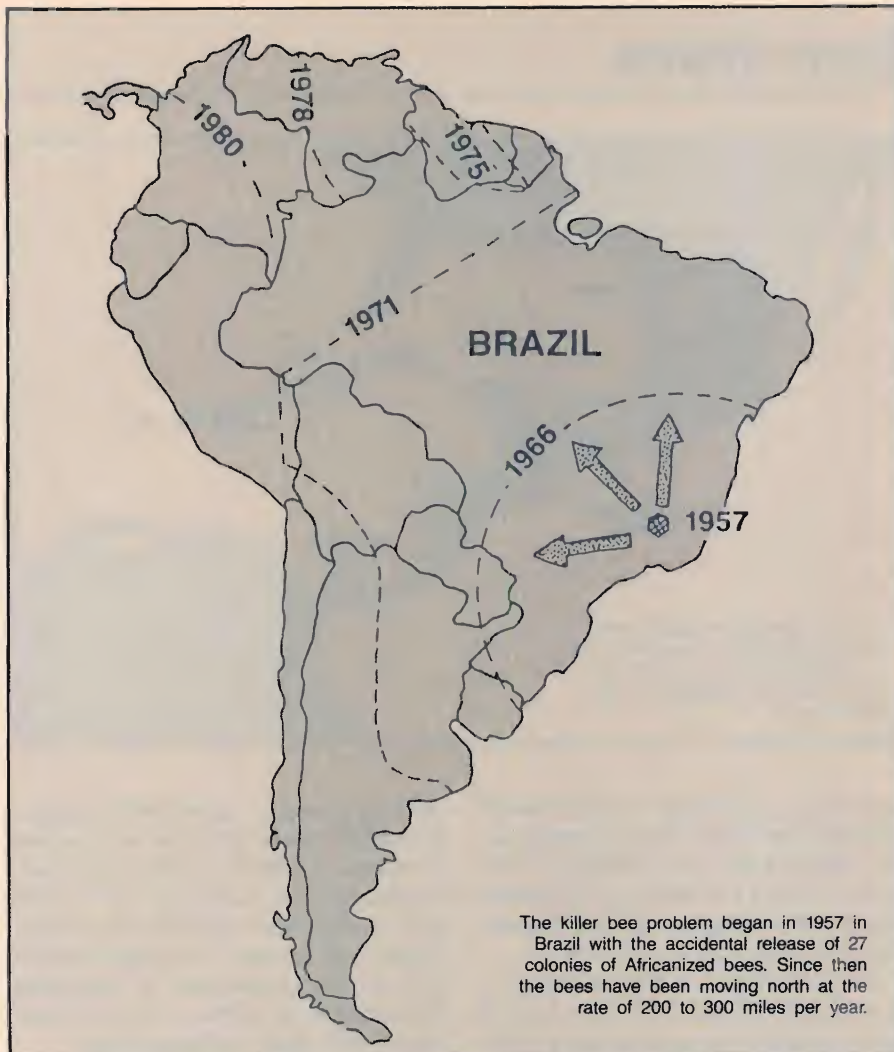 1978
1980
1975
1971
BRAZIL
1966
1957
The killer bee problem began in 1957 in
Brazil with the accidental release of 27
colonies of Africanized bees. Since then
the bees have been moving north at the
rate of 200 to 300 miles per year.